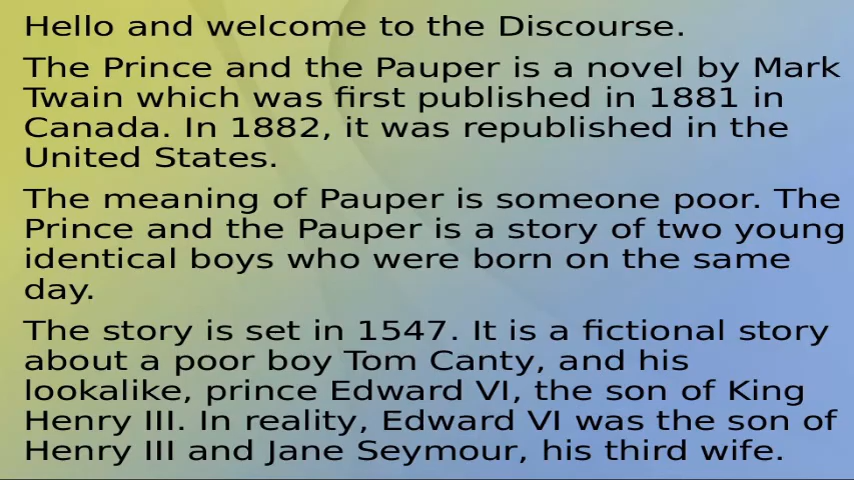 Hello and welcome to the Discourse.
The Prince and the Pauper is a novel by Mark
Twain which was first published in 1881 in
Canada. In 1882, it was republished in the
United States.
The meaning of Pauper is someone poor. The
Prince and the Pauper is a story of two young
identical boys who were born on the same
day.
The story is set in 1547. It is a fictional story
about a poor boy Tom Canty, and his
lookalike, prince Edward VI, the son of King
Henry III. In reality, Edward VI was the son of
Henry III and Jane Seymour, his third wife.